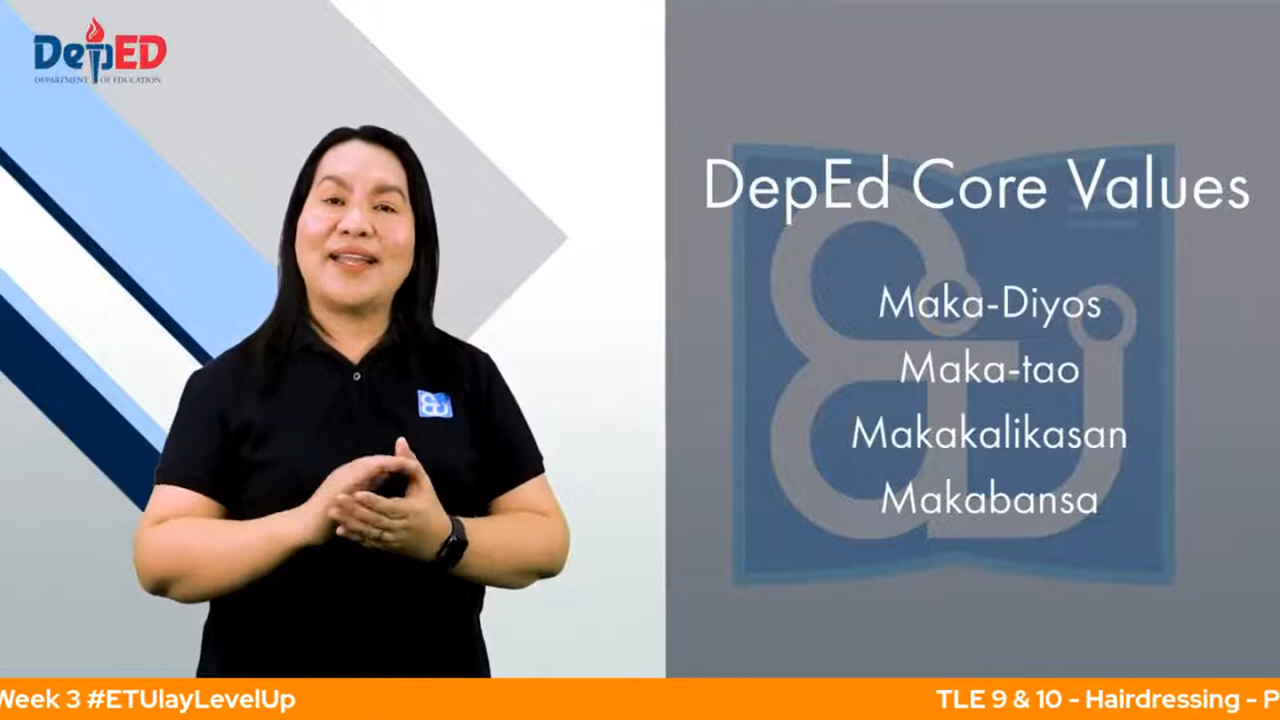 DepED
DEPARTMENT OF EDUCATION
DepEd Core Values
Maka-Diyos
Maka-tao
Makakalikasan
Makabansa
Week 3 #ETUlayLevelUp
TLE 9 & 10 - Hairdressing - P